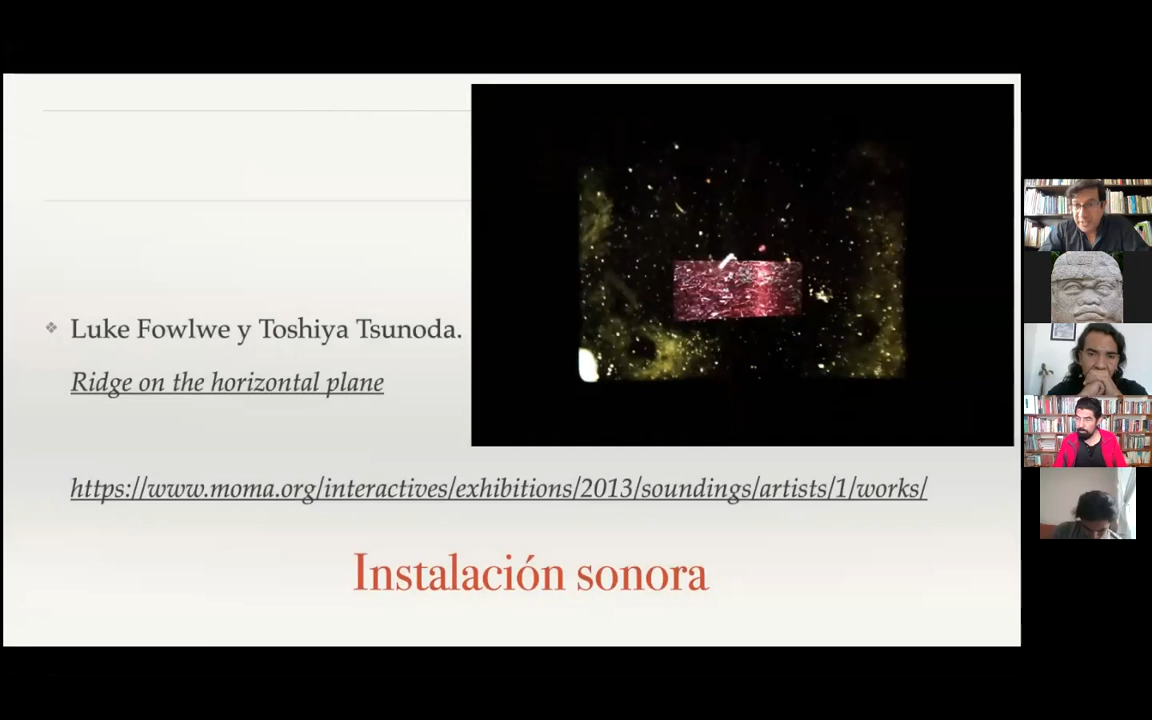 Luke Fowlwe y Toshiya Tsunoda.
Ridge on the horizontal plane
https://www.moma.org/interactives/exhibitions/2013/soundings/artists/1/works/
Instalación sonora